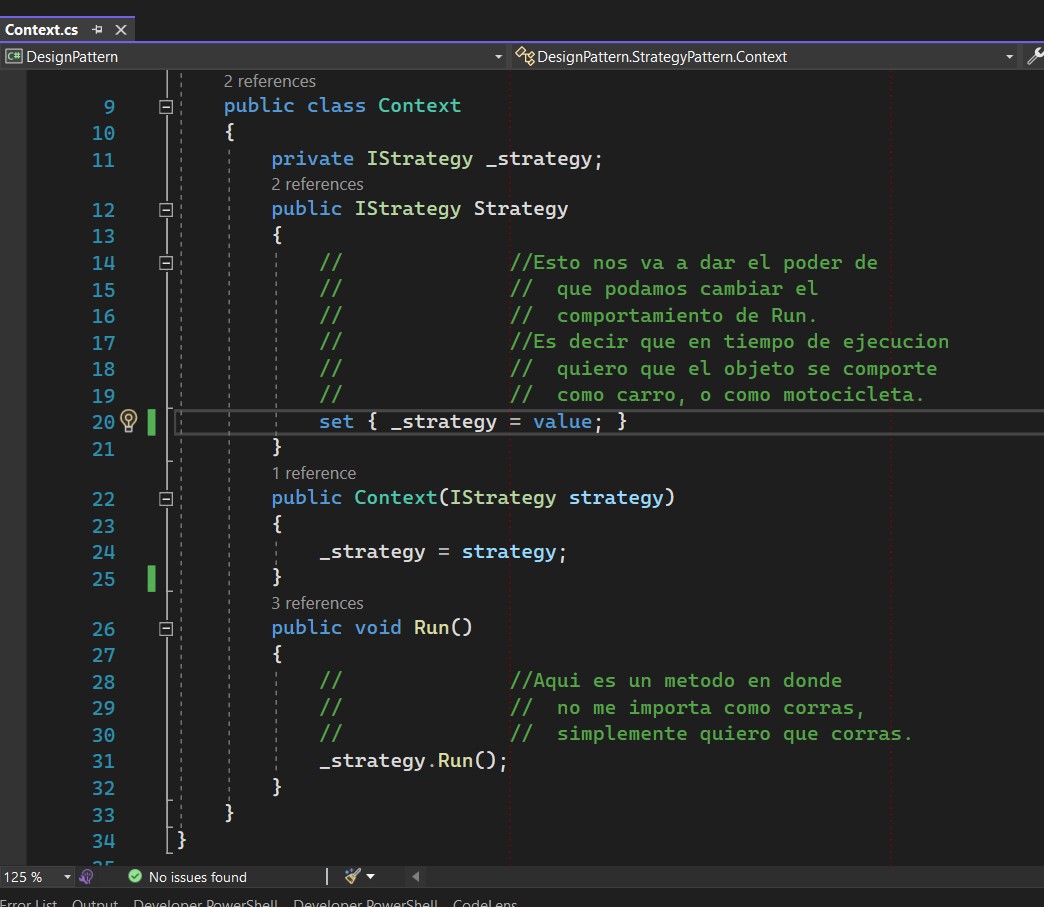 Context.cs
C# DesignPattern
DesignPattern.StrategyPattern.Context
2 references
9 public class Context
10 {
11 private IStrategy _strategy;
2 references
12 public IStrategy Strategy
13 {
14 // //Esto nos va a dar el poder de
15 // // que podamos cambiar el
16 // // comportamiento de Run.
17 // //Es decir que en tiempo de ejecucion
18 // // quiero que el objeto se comporte
19 // // como carro, o como motocicleta.
20 set { _strategy = value; }
21 }
1 reference
22 public Context(IStrategy strategy)
23 {
24 _strategy = strategy;
25 }
3 references
26 public void Run()
27 {
28 // //Aqui es un metodo en donde
29 // // no me importa como corras,
30 // // simplemente quiero que corras.
31 _strategy.Run();
32 }
33 }
34 }
35
125 % No issues found
Error List Output Developer PowerShell Developer PowerShell CodeLens